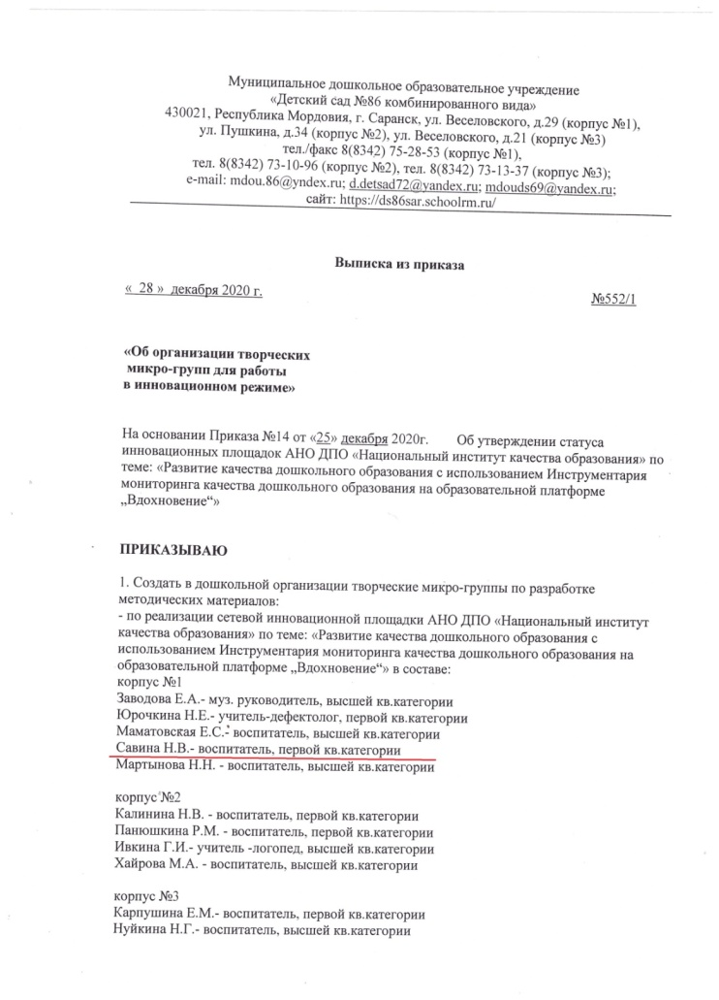 Муниципальное дошкольное образовательное учреждение
«Детский сад №86 комбинированного вида»
430021, Республика Мордовия, г. Саранск, ул. Веселовского, д.29 (корпус №1),
ул. Пушкина, д.34 (корпус №2), ул. Веселовского, д.21 (корпус №3)
тел./факс 8(8342) 75-28-53 (корпус №1),
тел. 8(8342) 73-10-96 (корпус №2), тел. 8(8342) 73-13-37 (корпус №3);
e-mail: mdou.86@yndex.ru; d.detsad72@yandex.ru; mdouds69@yandex.ru;
сайт: https://ds86sar.schoolrm.ru/
Выписка из приказа
« 28 » декабря 2020 г.
№552/1
«Об организации творческих
микро-групп для работы
в инновационном режиме»
На основании Приказа №14 от «25» декабря 2020г. Об утверждении статуса
инновационных площадок АНО ДПО «Национальный институт качества образования» по
теме: «Развитие качества дошкольного образования с использованием Инструментария
мониторинга качества дошкольного образования на образовательной платформе
„Вдохновение“»
ПРИКАЗЫВАЮ
1. Создать в дошкольной организации творческие микро-группы по разработке
методических материалов:
- по реализации сетевой инновационной площадки АНО ДПО «Национальный институт
качества образования» по теме: «Развитие качества дошкольного образования с
использованием Инструментария мониторинга качества дошкольного образования на
образовательной платформе „Вдохновение“» в составе:
корпус №1
Заводова Е.А.- муз. руководитель, высшей кв.категории
Юрочкина Н.Е.- учитель-дефектолог, первой кв.категории
Маматовская Е.С.- воспитатель, высшей кв.категории
Савина Н.В.- воспитатель, первой кв.категории
Мартынова Н.Н. - воспитатель, высшей кв.категории
корпус №2
Калинина Н.В. - воспитатель, первой кв.категории
Панюшкина Р.М. - воспитатель, первой кв.категории
Ивкина Г.И.- учитель -логопед, высшей кв.категории
Хайрова М.А. - воспитатель, высшей кв.категории
корпус №3
Карпушина Е.М.- воспитатель, первой кв.категории
Нуйкина Н.Г.- воспитатель, высшей кв.категории